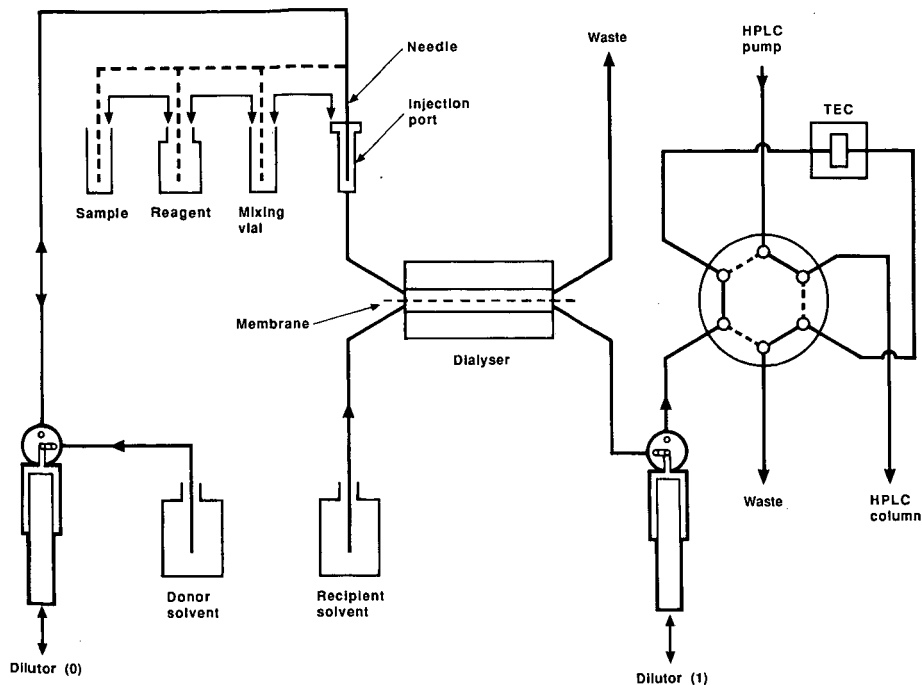 Needle
Injection
port
Sample
Reagent
Mixing
vial
Waste
HPLC
pump
TEC
Membrane
Dialyser
Donor
solvent
Recipient
solvent
Waste
HPLC
column
Dilutor (0)
Dilutor (1)